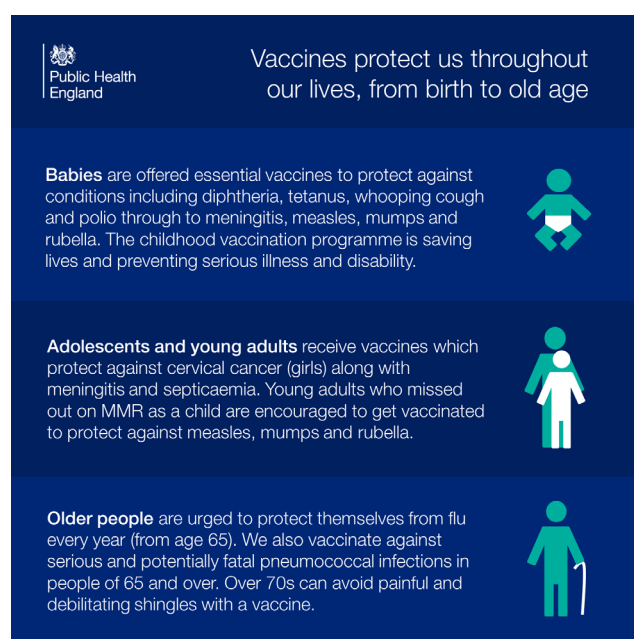 Public Health
England
Vaccines protect us throughout
our lives, from birth to old age
Babies are offered essential vaccines to protect against
conditions including diphtheria, tetanus, whooping cough
and polio through to meningitis, measles, mumps and
rubella. The childhood vaccination programme is saving
lives and preventing serious illness and disability.
Adolescents and young adults receive vaccines which
protect against cervical cancer (girls) along with
meningitis and septicaemia. Young adults who missed
out on MMR as a child are encouraged to get vaccinated
to protect against measles, mumps and rubella.
Older people are urged to protect themselves from flu
every year (from age 65). We also vaccinate against
serious and potentially fatal pneumococcal infections in
people of 65 and over. Over 70s can avoid painful and
debilitating shingles with a vaccine.